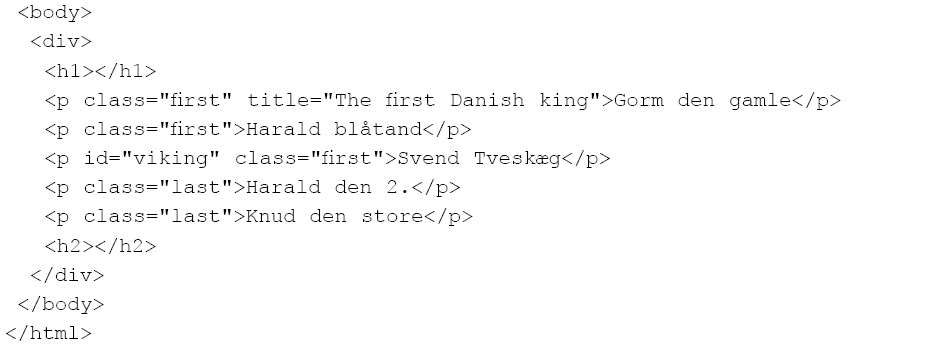 <body>
<div>
<h1></h1>
<p class="first" title="The first Danish king">Gorm den gamle</p>
<p class="first">Harald blåtand</p>
<p id="viking" class="first">Svend Tveskæg</p>
<p class="last">Harald den 2.</p>
<p class="last">Knud den store</p>
<h2></h2>
</div>
</body>
</html>